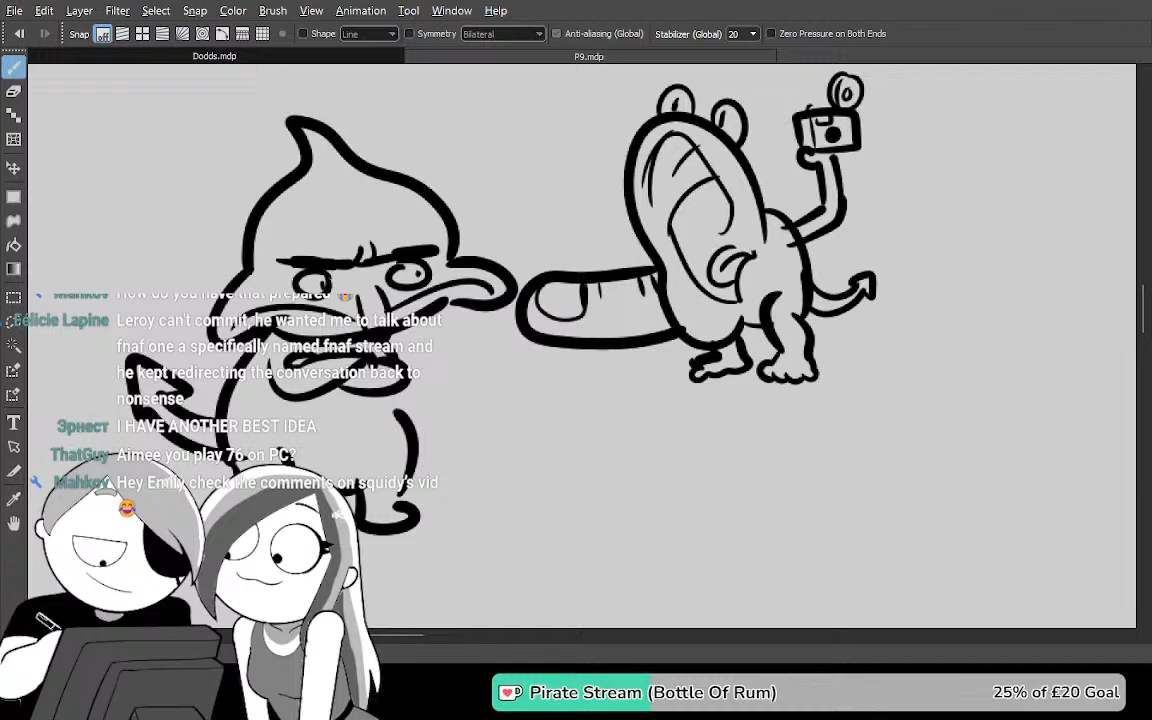 File Edit Layer Filter Select Snap Color Brush View Animation Tool Window Help
Snap off Shape Line Symmetry Bilateral Anti-aliasing (Global) Stabilizer (Global) 20 Zero Pressure on Both Ends
Dodds.mdp P9.mdp
Mahkov How do you have that prepared
Felicie Lapine Leroy can't commit, he wanted me to talk about
fnaf one a specifically named fnaf stream and
he kept redirecting the conversation back to
nonsense
Эрнест I HAVE ANOTHER BEST IDEA
ThatGuy Aimee you play 76 on PC?
Mahkov Hey Emily check the comments on squidy's vid
Pirate Stream (Bottle Of Rum) 25% of £20 Goal